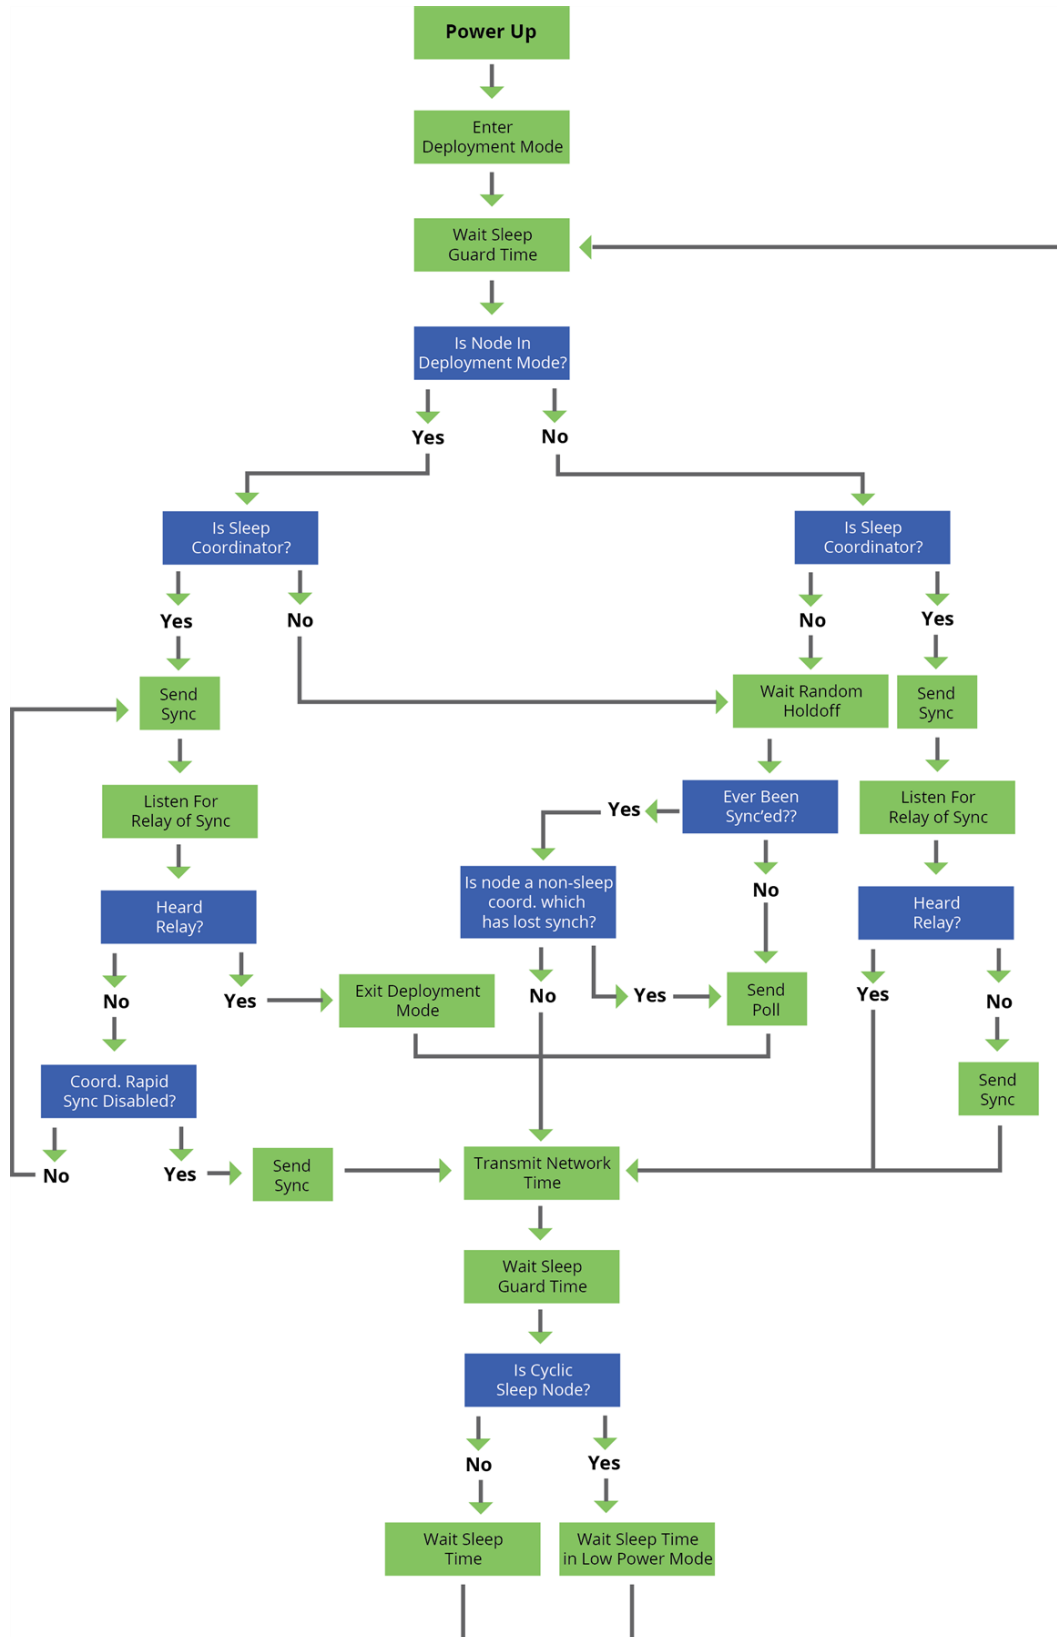 Power Up
Enter
Deployment Mode
Wait Sleep
Guard Time
Is Node In
Deployment Mode?
Yes
No
Is Sleep
Coordinator?
Is Sleep
Coordinator?
Yes
No
No
Yes
Send
Sync
Wait Random
Holdoff
Send
Sync
Listen For
Relay of Sync
Yes
Ever Been
Sync'ed??
Listen For
Relay of Sync
Heard
Relay?
Is node a non-sleep
coord. which
has lost synch?
No
Heard
Relay?
No
Yes
Exit Deployment
Mode
No
Yes
Send
Poll
Yes
No
Coord. Rapid
Sync Disabled?
Send
Sync
No
Yes
Send
Sync
Transmit Network
Time
Wait Sleep
Guard Time
Is Cyclic
Sleep Node?
No
Yes
Wait Sleep
Time
Wait Sleep Time
in Low Power Mode